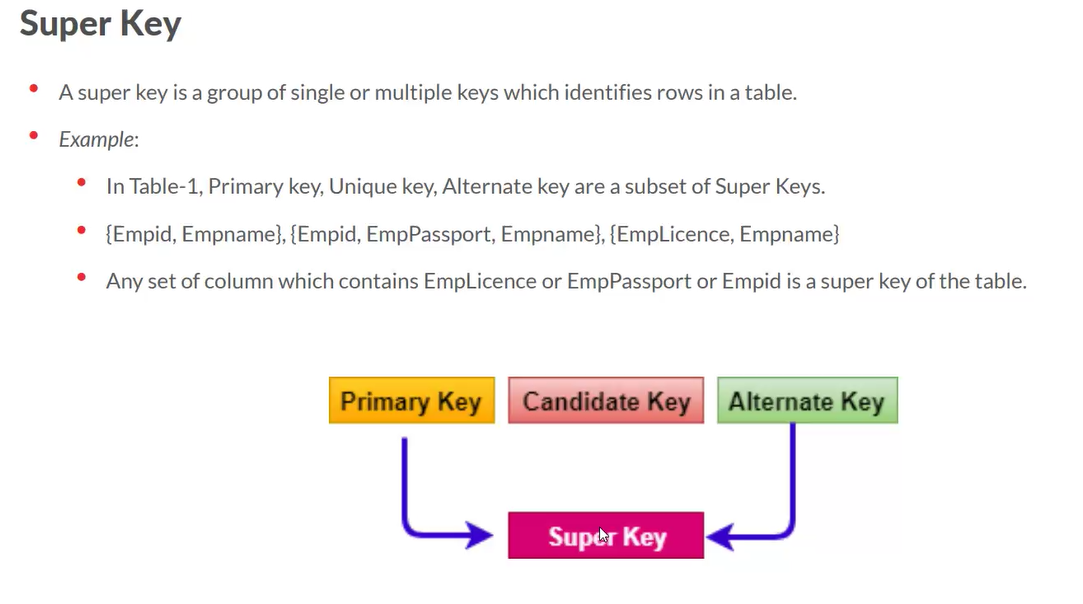 Super Key
A super key is a group of single or multiple keys which identifies rows in a table.
Example:
In Table-1, Primary key, Unique key, Alternate key are a subset of Super Keys.
{Empid, Empname}, {Empid, EmpPassport, Empname}, {EmpLicence, Empname}
Any set of column which contains EmpLicence or EmpPassport or Empid is a super key of the table.
Primary Key Candidate Key Alternate Key
Super Key